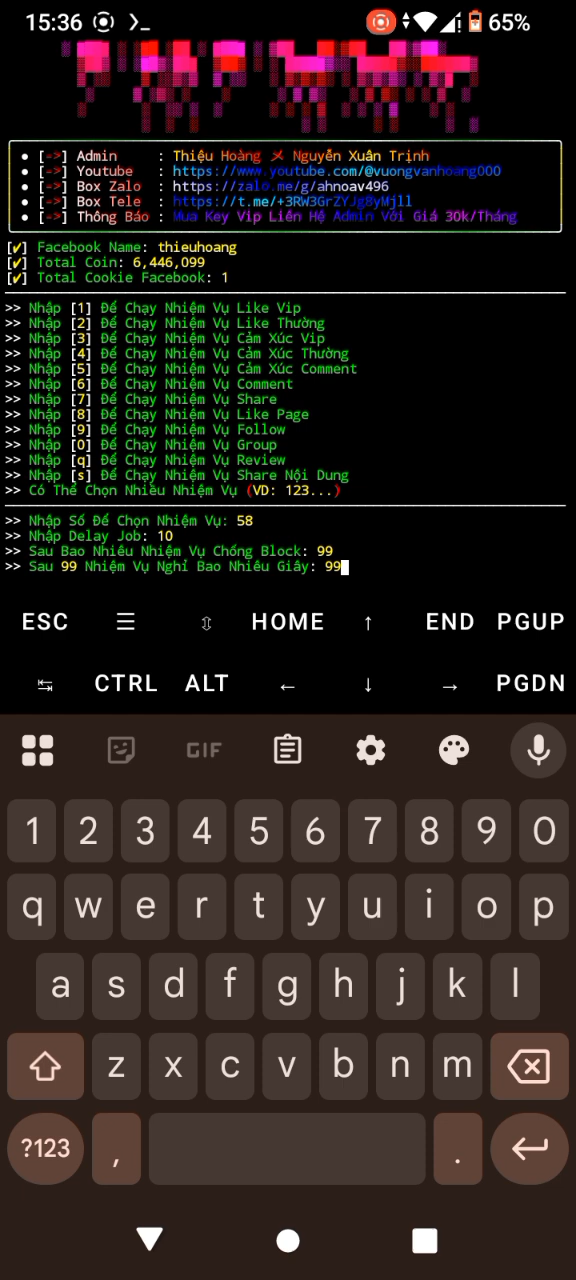 15:36 65%
● [=>] Admin : Thiệu Hoàng メ Nguyễn Xuân Trịnh
● [=>] Youtube : https://www.youtube.com/@vuongvanhoang000
● [=>] Box Zalo : https://zalo.me/g/ahnoav496
● [=>] Box Tele : https://t.me/+3RW3GrZYJg8yMjll
● [=>] Thông Báo : Mua Key Vip Liên Hệ Admin Với Giá 30k/Tháng
[✓] Facebook Name: thieuhoang
[✓] Total Coin: 6,446,099
[✓] Total Cookie Facebook: 1
>> Nhập [1] Để Chạy Nhiệm Vụ Like Vip
>> Nhập [2] Để Chạy Nhiệm Vụ Like Thường
>> Nhập [3] Để Chạy Nhiệm Vụ Cảm Xúc Vip
>> Nhập [4] Để Chạy Nhiệm Vụ Cảm Xúc Thường
>> Nhập [5] Để Chạy Nhiệm Vụ Cảm Xúc Comment
>> Nhập [6] Để Chạy Nhiệm Vụ Comment
>> Nhập [7] Để Chạy Nhiệm Vụ Share
>> Nhập [8] Để Chạy Nhiệm Vụ Like Page
>> Nhập [9] Để Chạy Nhiệm Vụ Follow
>> Nhập [0] Để Chạy Nhiệm Vụ Group
>> Nhập [q] Để Chạy Nhiệm Vụ Review
>> Nhập [s] Để Chạy Nhiệm Vụ Share Nội Dung
>> Có Thể Chọn Nhiều Nhiệm Vụ (VD: 123...)
>> Nhập Số Để Chọn Nhiệm Vụ: 58
>> Nhập Delay Job: 10
>> Sau Bao Nhiêu Nhiệm Vụ Chống Block: 99
>> Sau 99 Nhiệm Vụ Nghỉ Bao Nhiêu Giây: 99
ESC ☰ ⇳ HOME ↑ END PGUP
↹ CTRL ALT ← ↓ → PGDN
GIF
1 2 3 4 5 6 7 8 9 0
q w e r t y u i o p
a s d f g h j k l
z x c v b n m
?123 , .